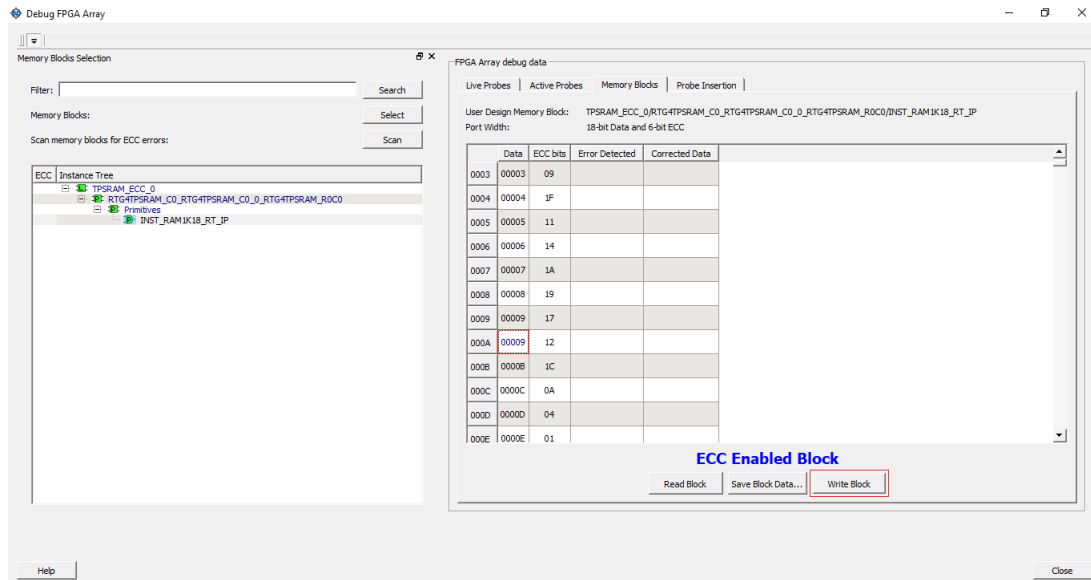 Debug FPGA Array
Memory Blocks Selection
Filter:
Search
Memory Blocks:
Select
Scan memory blocks for ECC errors:
Scan
ECC Instance Tree
TPSRAM_ECC_0
RTG4TPSRAM_C0_RTG4TPSRAM_C0_0_RTG4TPSRAM_R0C0
Primitives
INST_RAM1K18_RT_IP
FPGA Array debug data
Live Probes Active Probes Memory Blocks Probe Insertion
User Design Memory Block: TPSRAM_ECC_0/RTG4TPSRAM_C0_RTG4TPSRAM_C0_0_RTG4TPSRAM_R0C0/INST_RAM1K18_RT_IP
Port Width: 18-bit Data and 6-bit ECC
Data ECC bits Error Detected Corrected Data
0003 00003 09
0004 00004 1F
0005 00005 11
0006 00006 14
0007 00007 1A
0008 00008 19
0009 00009 17
000A 00009 12
000B 0000B 1C
000C 0000C 0A
000D 0000D 04
000E 0000E 01
ECC Enabled Block
Read Block Save Block Data... Write Block
Help Close